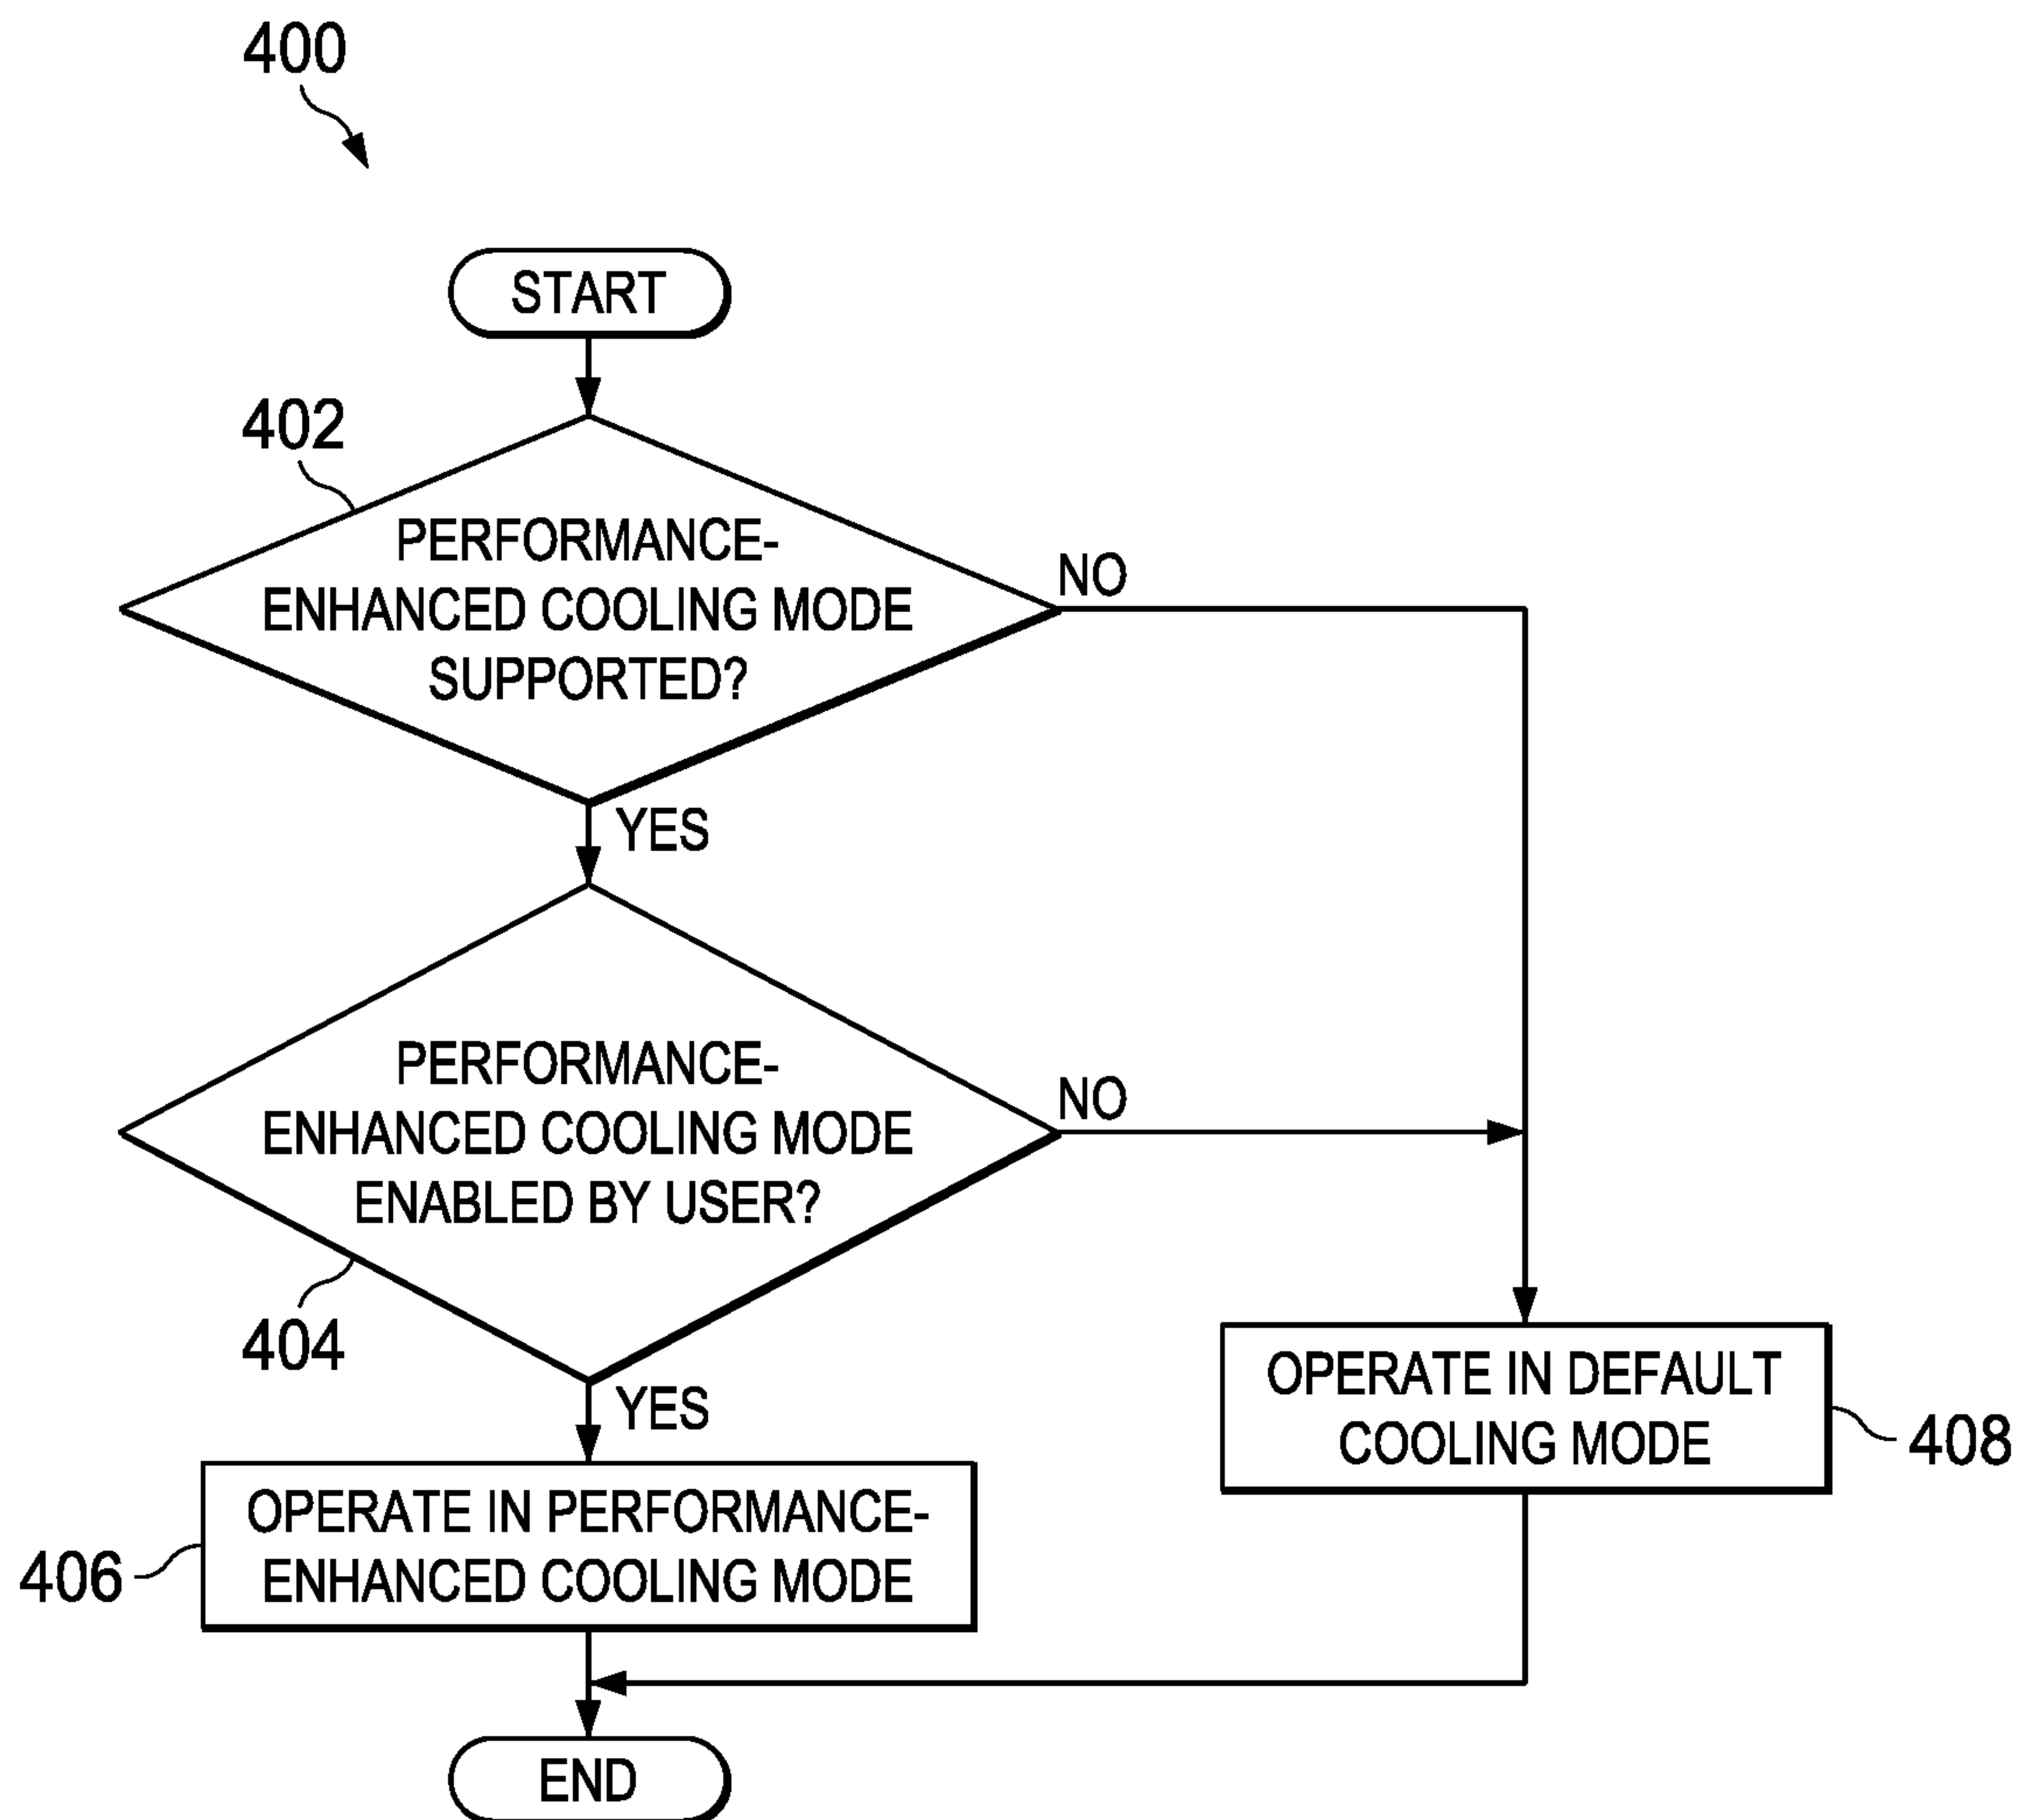 400
START
402
PERFORMANCE-
ENHANCED COOLING MODE
SUPPORTED?
NO
YES
PERFORMANCE-
ENHANCED COOLING MODE
ENABLED BY USER?
NO
404
YES
OPERATE IN DEFAULT
COOLING MODE
408
OPERATE IN PERFORMANCE-
ENHANCED COOLING MODE
406
END